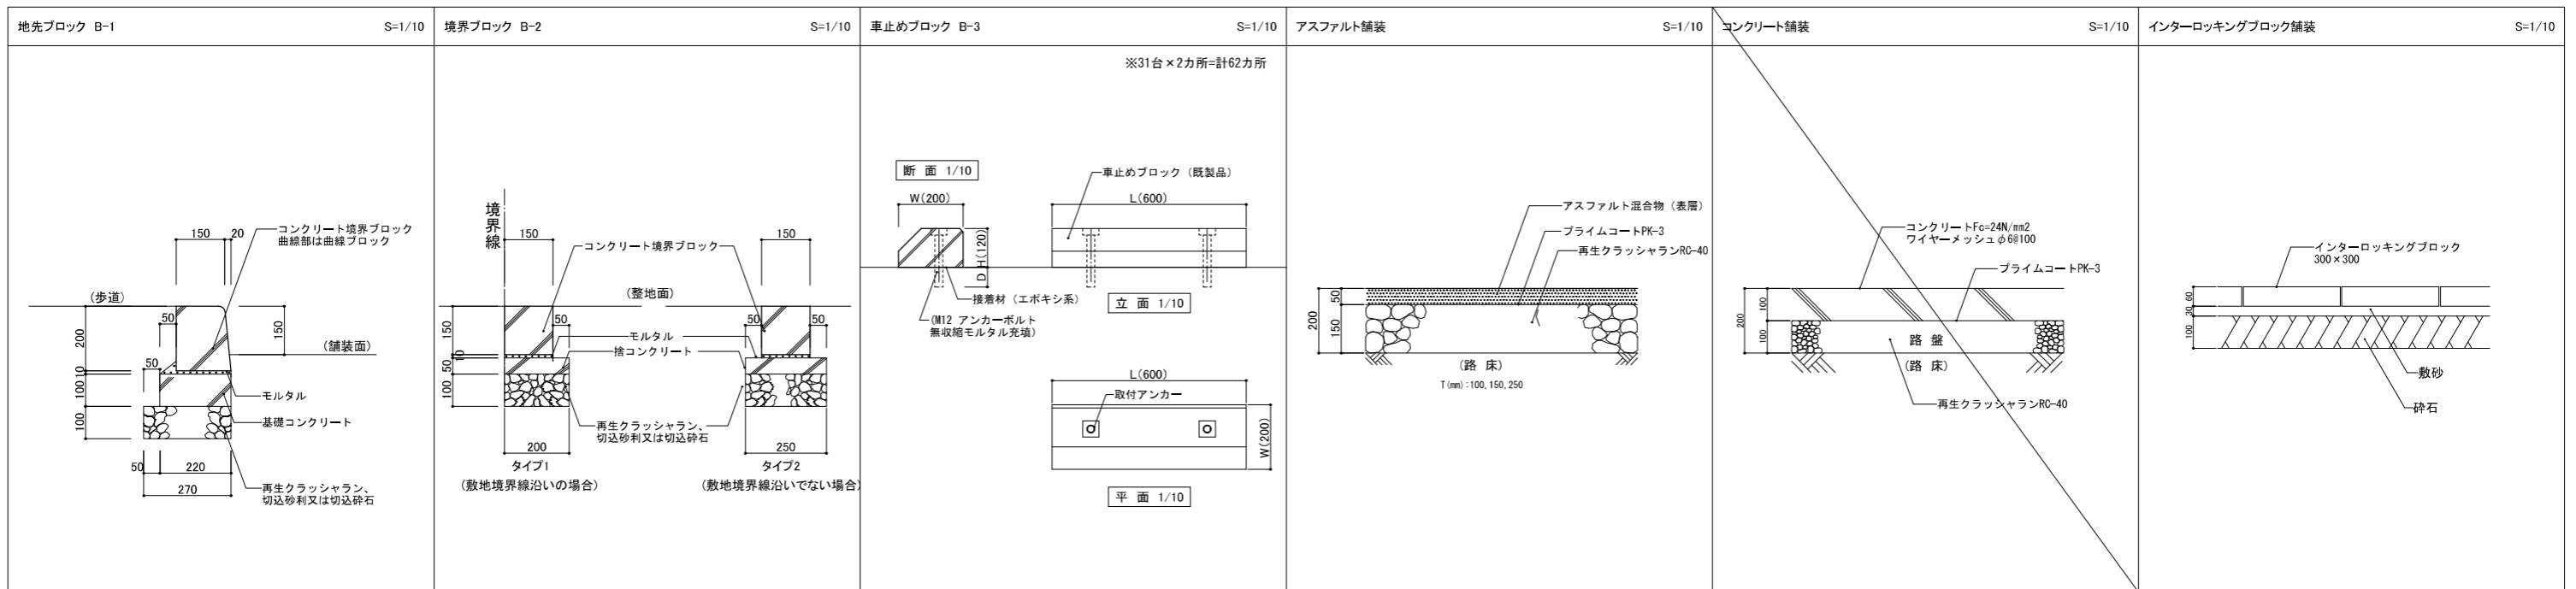 地先ブロック B-1 S=1/10
150 20
コンクリート境界ブロック
曲線部は曲線ブロック
(歩道)
50
200
150
(舗装面)
50
10
100
モルタル
100
基礎コンクリート
50 220
270
再生クラッシャラン、
切込砂利又は切込砕石
境界ブロック B-2 S=1/10
境界線
150
コンクリート境界ブロック
150
(整地面)
150
50
50 50
モルタル
捨コンクリート
10
50
100
再生クラッシャラン、
切込砂利又は切込砕石
200
250
タイプ1
タイプ2
(敷地境界線沿いの場合)
(敷地境界線沿いでない場合)
車止めブロック B-3 S=1/10
※31台×2カ所=計62カ所
断 面 1/10
W(200)
H(120)
D
接着材(エポキシ系)
(M12 アンカーボルト
無収縮モルタル充填)
車止めブロック(既製品)
L(600)
立 面 1/10
L(600)
取付アンカー
W(200)
平 面 1/10
アスファルト舗装 S=1/10
アスファルト混合物(表層)
プライムコートPK-3
再生クラッシャランRC-40
50
200
150
(路 床)
T(mm):100,150,250
コンクリート舗装 S=1/10
コンクリートFc=24N/mm2
ワイヤーメッシュφ6@100
プライムコートPK-3
100
200
100
路 盤
(路 床)
再生クラッシャランRC-40
インターロッキングブロック舗装 S=1/10
インターロッキングブロック
300×300
60
30
100
敷砂
砕石